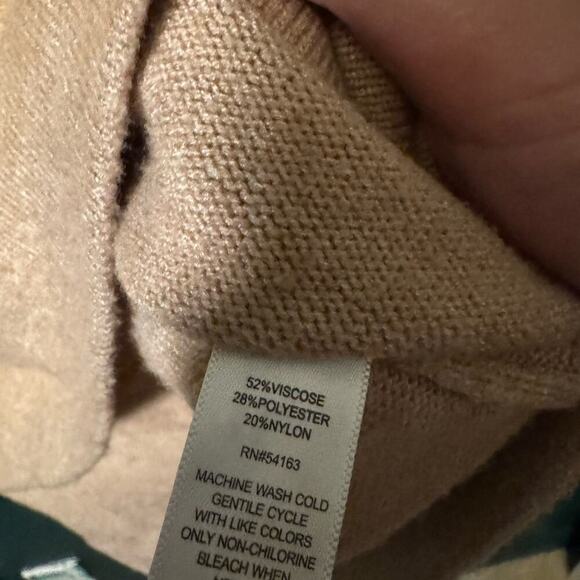 52%VISCOSE
28%POLYESTER
20%NYLON
RN#54163
MACHINE WASH COLD
GENTILE CYCLE
WITH LIKE COLORS
ONLY NON-CHILORINE
BLEACH WHEN